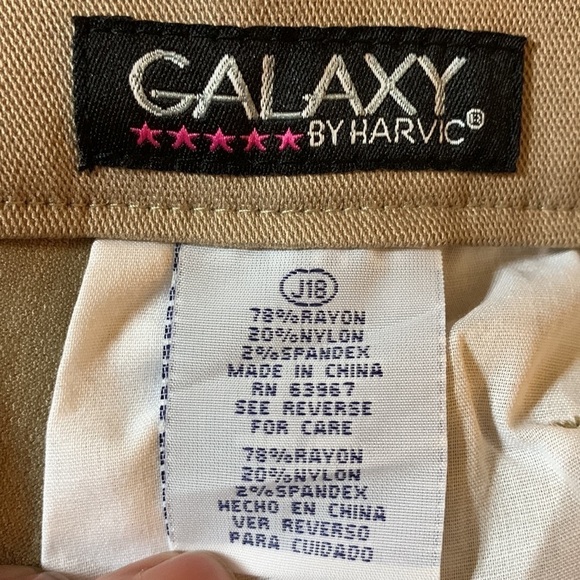 GALAXY
★★★★★ BY HARVIC®
J18
78%RAYON
20%NYLON
2%SPANDEX
MADE IN CHINA
RN 63967
SEE REVERSE
FOR CARE
78%RAYON
20%NYLON
2%SPANDEX
HECHO EN CHINA
VER REVERSO
PARA CUIDADO